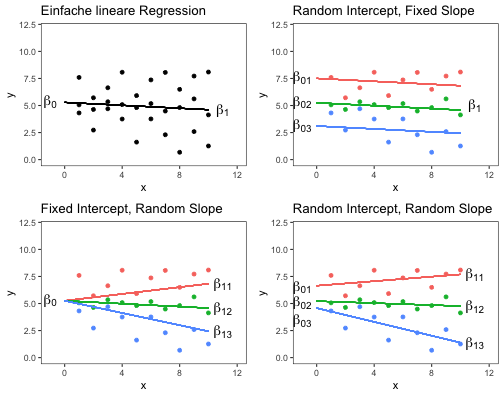 Einfache lineare Regression
12.5
10.0
7.5
5.0
2.5
0.0
y
β0
β1
0
4
8
12
x
Random Intercept, Fixed Slope
12.5
10.0
7.5
5.0
2.5
0.0
y
β01
β02
β03
β1
0
4
8
12
x
Fixed Intercept, Random Slope
12.5
10.0
7.5
5.0
2.5
0.0
y
β0
β11
β12
β13
0
4
8
12
x
Random Intercept, Random Slope
12.5
10.0
7.5
5.0
2.5
0.0
y
β01
β02
β03
β11
β12
β13
0
4
8
12
x